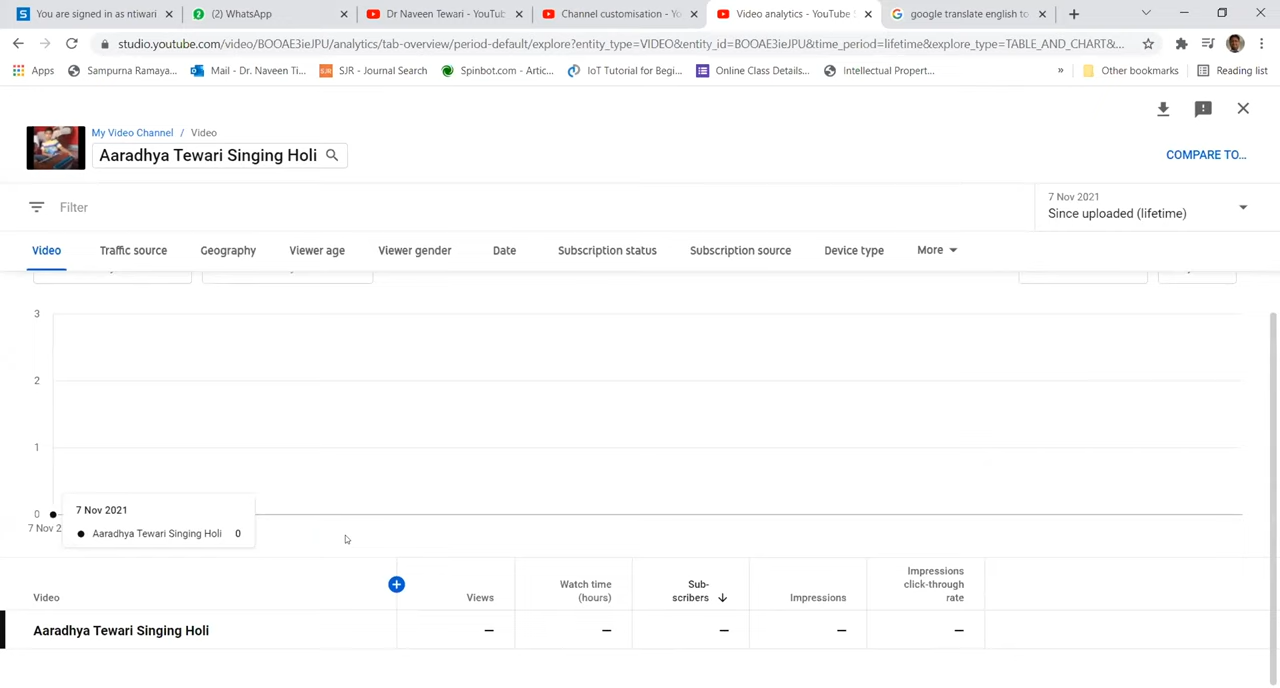 You are signed in as ntiwari
(2) WhatsApp
Dr Naveen Tewari - YouTub
Channel customisation - Yo
Video analytics - YouTube S
google translate english to
studio.youtube.com/video/BOOAE3ieJPU/analytics/tab-overview/period-default/explore?entity_type=VIDEO&entity_id=BOOAE3ieJPU&time_period=lifetime&explore_type=TABLE_AND_CHART&...
Apps
Sampurna Ramaya...
Mail - Dr. Naveen Ti...
SJR - Journal Search
Spinbot.com - Artic...
IoT Tutorial for Begi...
Online Class Details...
Intellectual Propert...
»
Other bookmarks
Reading list
My Video Channel / Video
Aaradhya Tewari Singing Holi
COMPARE TO...
Filter
7 Nov 2021
Since uploaded (lifetime)
Video
Traffic source
Geography
Viewer age
Viewer gender
Date
Subscription status
Subscription source
Device type
More
3
2
1
0
7 Nov 2
7 Nov 2021
Aaradhya Tewari Singing Holi 0
Video
Views
Watch time
(hours)
Sub-
scribers
Impressions
Impressions
click-through
rate
Aaradhya Tewari Singing Holi
— — — — —